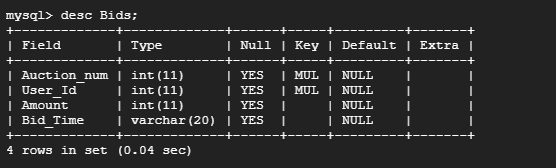 mysql> desc Bids;
+-------------+-------------+------+-----+---------+-------+
| Field       | Type        | Null | Key | Default | Extra |
+-------------+-------------+------+-----+---------+-------+
| Auction_num | int(11)     | YES  | MUL | NULL    |       |
| User_Id     | int(11)     | YES  | MUL | NULL    |       |
| Amount      | int(11)     | YES  |     | NULL    |       |
| Bid_Time    | varchar(20) | YES  |     | NULL    |       |
+-------------+-------------+------+-----+---------+-------+
4 rows in set (0.04 sec)